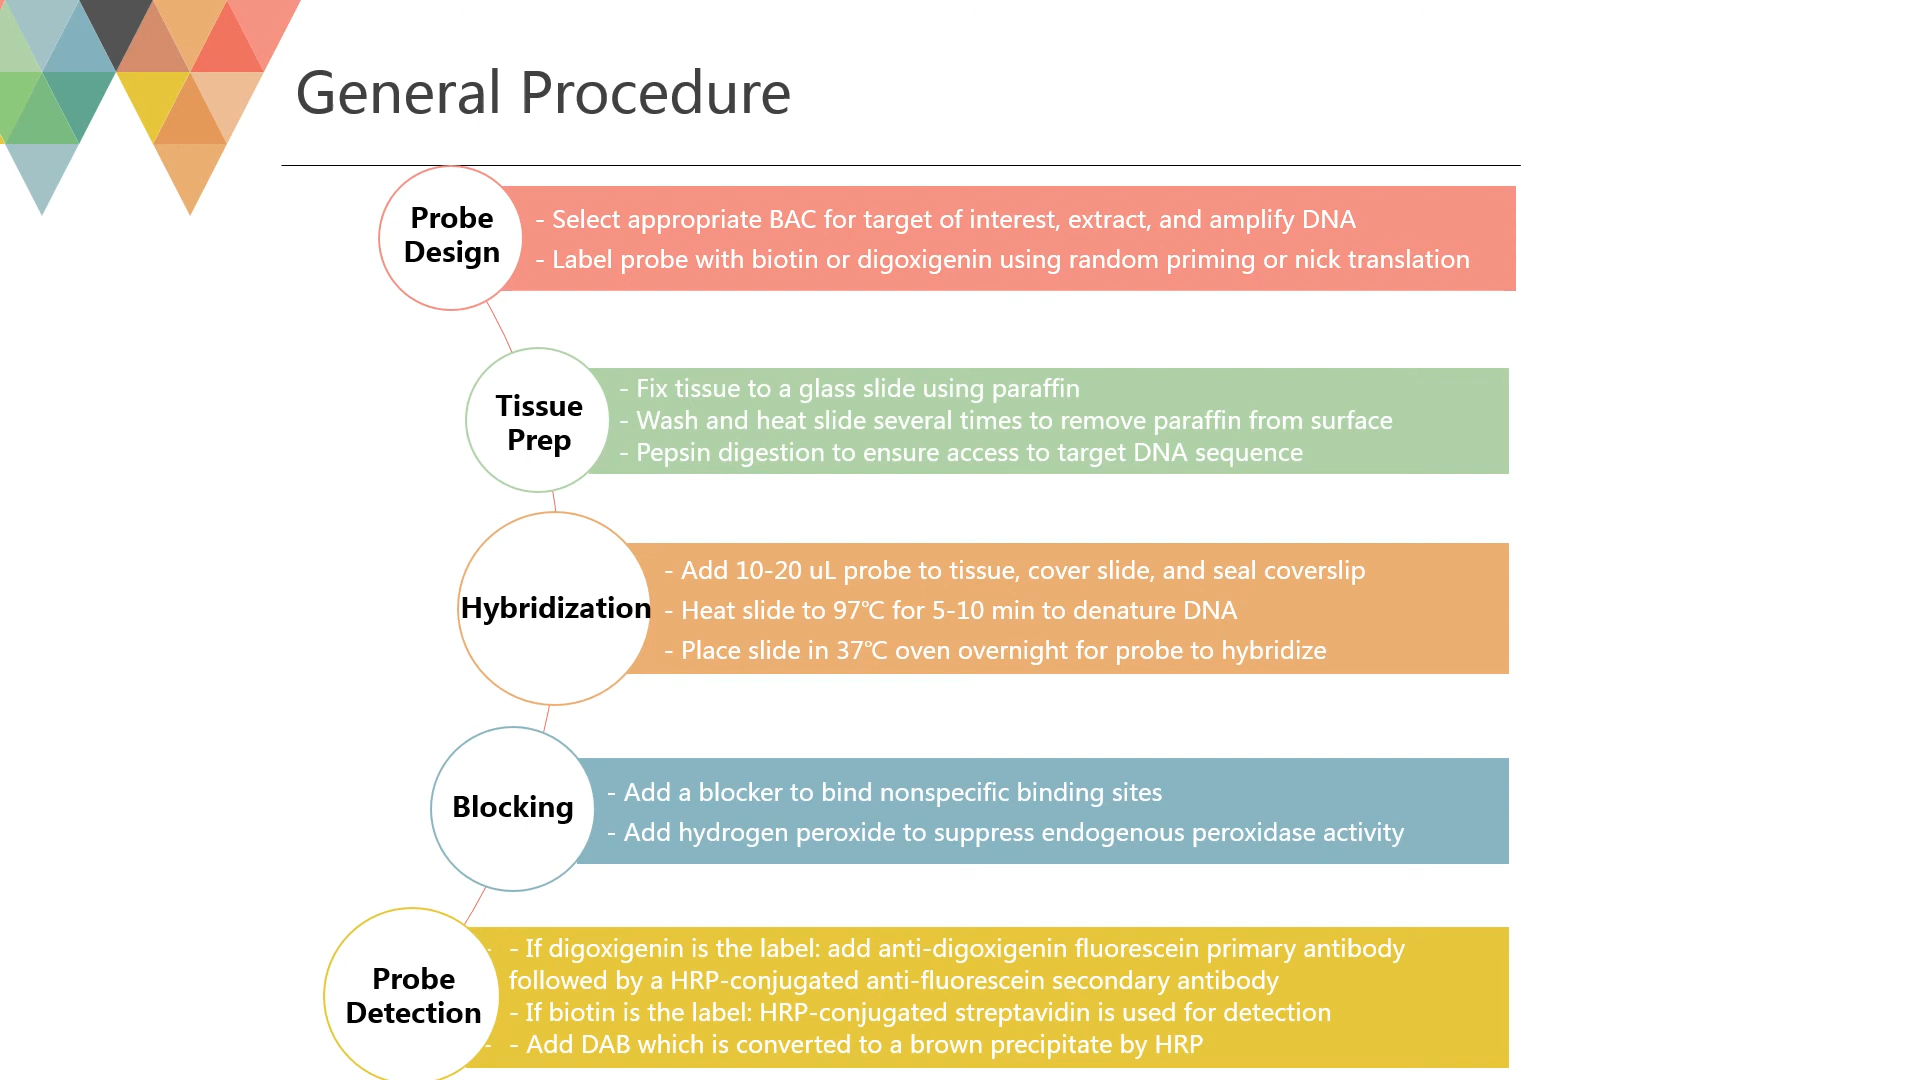 General Procedure
Probe
Design
- Select appropriate BAC for target of interest, extract, and amplify DNA
- Label probe with biotin or digoxigenin using random priming or nick translation
Tissue
Prep
- Fix tissue to a glass slide using paraffin
- Wash and heat slide several times to remove paraffin from surface
- Pepsin digestion to ensure access to target DNA sequence
Hybridization
- Add 10-20 uL probe to tissue, cover slide, and seal coverslip
- Heat slide to 97℃ for 5-10 min to denature DNA
- Place slide in 37℃ oven overnight for probe to hybridize
Blocking
- Add a blocker to bind nonspecific binding sites
- Add hydrogen peroxide to suppress endogenous peroxidase activity
Probe
Detection
- - If digoxigenin is the label: add anti-digoxigenin fluorescein primary antibody
followed by a HRP-conjugated anti-fluorescein secondary antibody
- If biotin is the label: HRP-conjugated streptavidin is used for detection
- - Add DAB which is converted to a brown precipitate by HRP